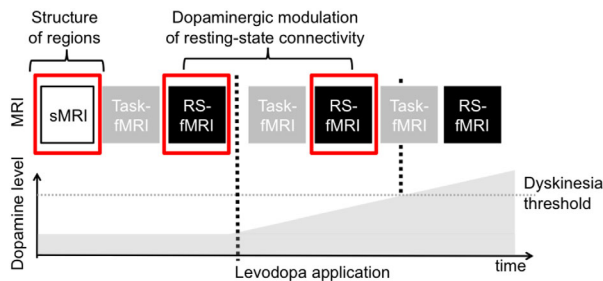 Structure
of regions
Dopaminergic modulation
of resting-state connectivity
MRI
sMRI
Task-
fMRI
RS-
fMRI
Task-
fMRI
RS-
fMRI
Task-
fMRI
RS-
fMRI
Dopamine level
Dyskinesia
threshold
Levodopa application
time